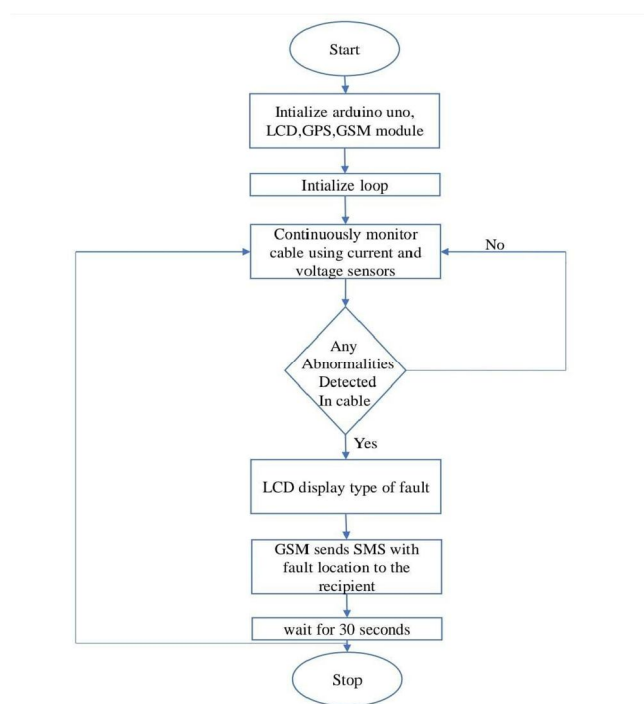 Start
Intialize arduino uno,
LCD,GPS,GSM module
Intialize loop
Continuously monitor
cable using current and
voltage sensors
No
Any
Abnormalities
Detected
In cable
Yes
LCD display type of fault
GSM sends SMS with
fault location to the
recipient
wait for 30 seconds
Stop